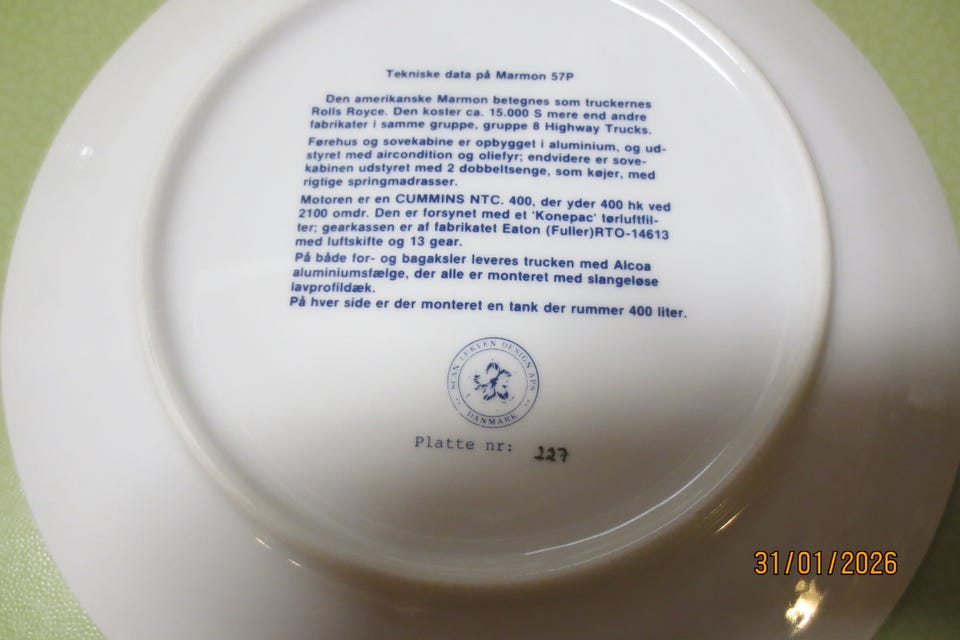 Tekniske data på Marmon 57P
Den amerikanske Marmon betegnes som truckernes
Rolls Royce. Den koster ca. 15.000 S mere end andre
fabrikater i samme gruppe, gruppe 8 Highway Trucks.
Førehus og sovekabine er opbygget i aluminium, og ud-
styret med aircondition og oliefyr; endvidere er sove-
kabinen udstyret med 2 dobbeltsenge, som køjer, med
rigtige springmadrasser.
Motoren er en CUMMINS NTC. 400, der yder 400 hk ved
2100 omdr. Den er forsynet med et 'Konepac' tørluftfil-
ter; gearkassen er af fabrikatet Eaton (Fuller)RTO-14613
med luftskifte og 13 gear.
På både for- og bagaksler leveres trucken med Alcoa
aluminiumsfælge, der alle er monteret med slangeløse
lavprofildæk.
På hver side er der monteret en tank der rummer 400 liter.
SCAN LEKVEN DESIGN APS
DANMARK
Platte nr: 227
31/01/2026